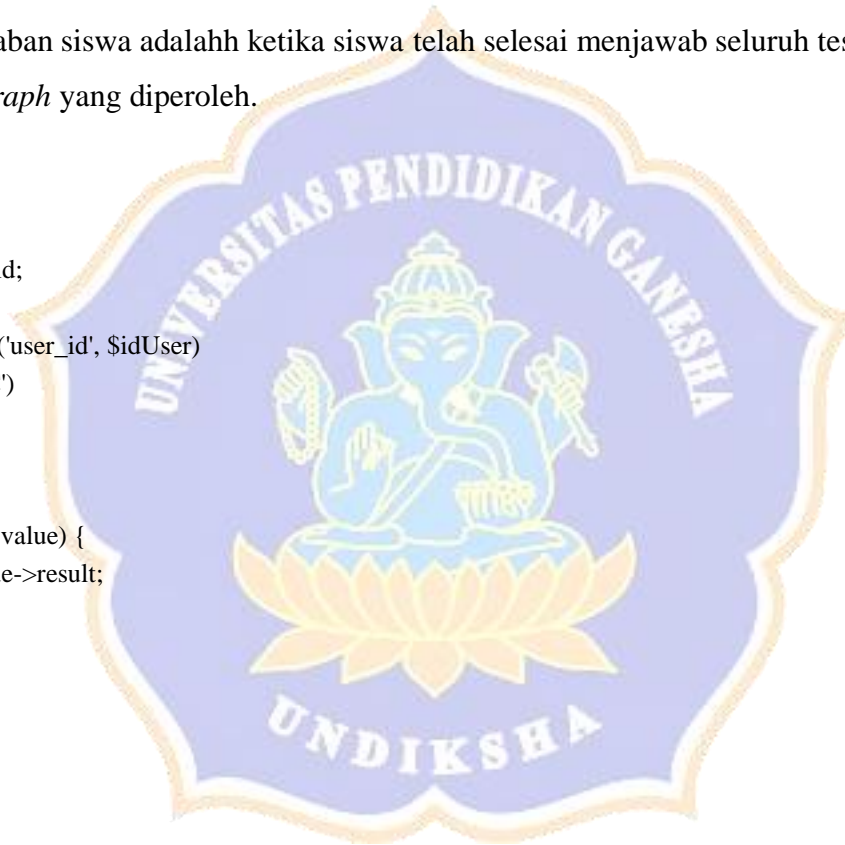 aban siswa adalahh ketika siswa telah selesai menjawab seluruh tes
raph yang diperoleh.
d;
('user_id', $idUser)
')
value) {
e->result;
UNIVERSITAS PENDIDIKAN GANESHA
UNDIKSHA